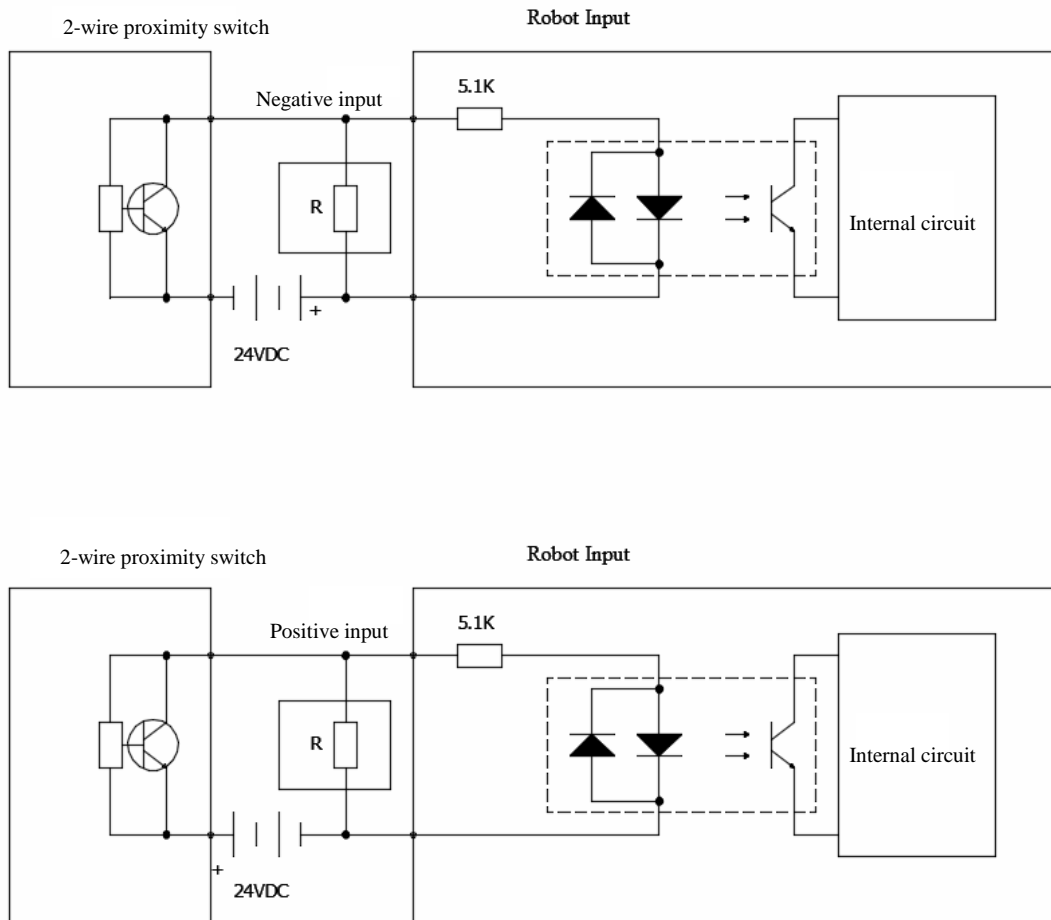 Robot Input
2-wire proximity switch
5.1K
Negative input
R
Internal circuit
+
24VDC
2-wire proximity switch
Robot Input
5.1K
Positive input
R
Internal circuit
+
24VDC